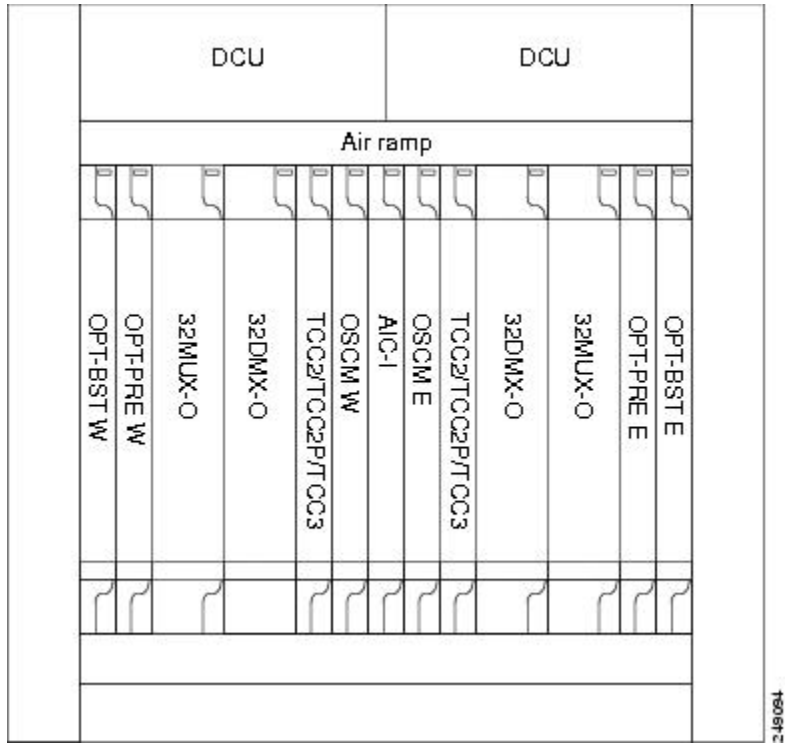 DCU
DCU
Air ramp
OPT-BST W
OPT-PRE W
32MUX-O
32DMX-O
TCC2/TCC2P/TCC3
OSCM W
AIC-I
OSCM E
TCC2/TCC2P/TCC3
32DMX-O
32MUX-O
OPT-PRE E
OPT-BST E